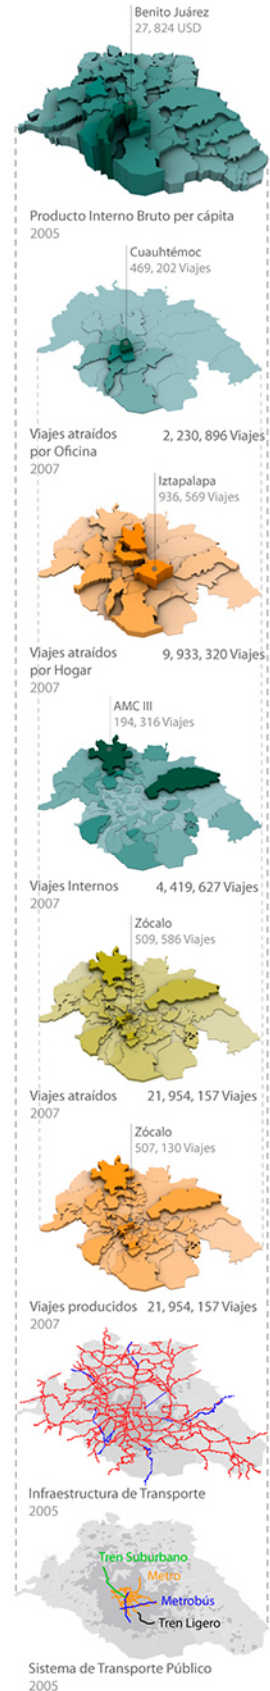 Benito Juárez
27, 824 USD
Producto Interno Bruto per cápita
2005
Cuauhtémoc
469, 202 Viajes
Viajes atraídos 2, 230, 896 Viajes
por Oficina
2007
Iztapalapa
936, 569 Viajes
Viajes atraídos 9, 933, 320 Viajes
por Hogar
2007
AMC III
194, 316 Viajes
Viajes Internos 4, 419, 627 Viajes
2007
Zócalo
509, 586 Viajes
Viajes atraídos 21, 954, 157 Viajes
2007
Zócalo
507, 130 Viajes
Viajes producidos 21, 954, 157 Viajes
2007
Infraestructura de Transporte
2005
Tren Suburbano
Metro
Metrobús
Tren Ligero
Sistema de Transporte Público
2005